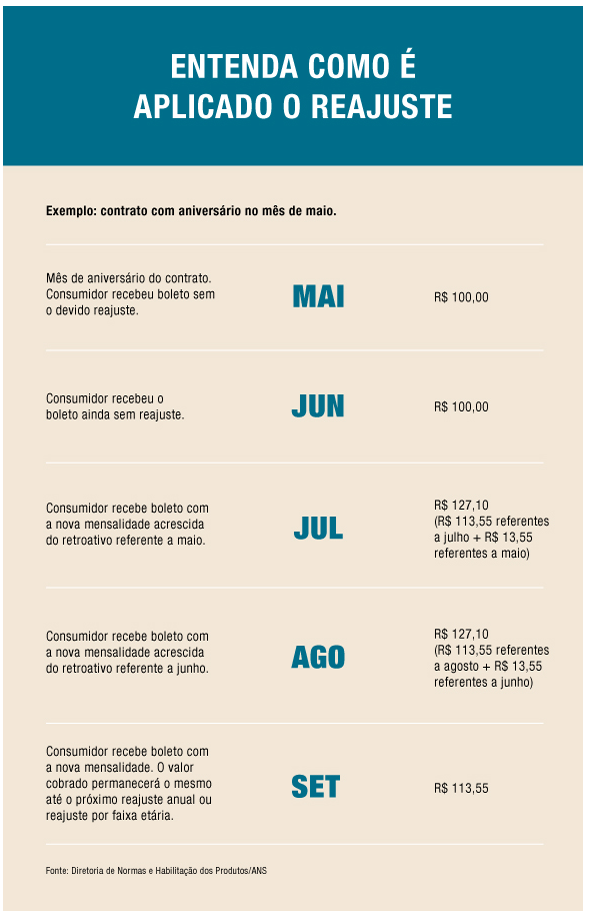 ENTENDA COMO É
APLICADO O REAJUSTE
Exemplo: contrato com aniversário no mês de maio.
Mês de aniversário do contrato.
Consumidor recebeu boleto sem
o devido reajuste.
MAI
R$ 100,00
Consumidor recebeu o
boleto ainda sem reajuste.
JUN
R$ 100,00
Consumidor recebe boleto com
a nova mensalidade acrescida
do retroativo referente a maio.
JUL
R$ 127,10
(R$ 113,55 referentes
a julho + R$ 13,55
referentes a maio)
Consumidor recebe boleto com
a nova mensalidade acrescida
do retroativo referente a junho.
AGO
R$ 127,10
(R$ 113,55 referentes
a agosto + R$ 13,55
referentes a junho)
Consumidor recebe boleto com
a nova mensalidade. O valor
cobrado permanecerá o mesmo
até o próximo reajuste anual ou
reajuste por faixa etária.
SET
R$ 113,55
Fonte: Diretoria de Normas e Habilitação dos Produtos/ANS